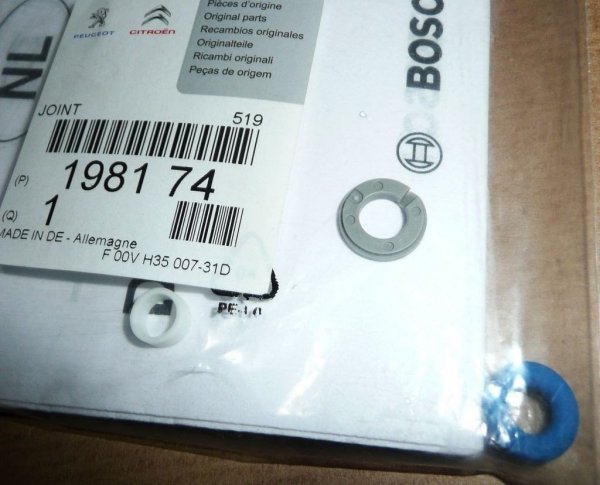 Pièces d'origine
Original parts
Recambios originales
Originalteile
Ricambi originali
Peças de origem
PEUGEOT
CITROËN
NL
BOSC
JOINT
519
(P)
1981 74
(Q)
1
MADE IN DE - Allemagne
F 00V H35 007-31D